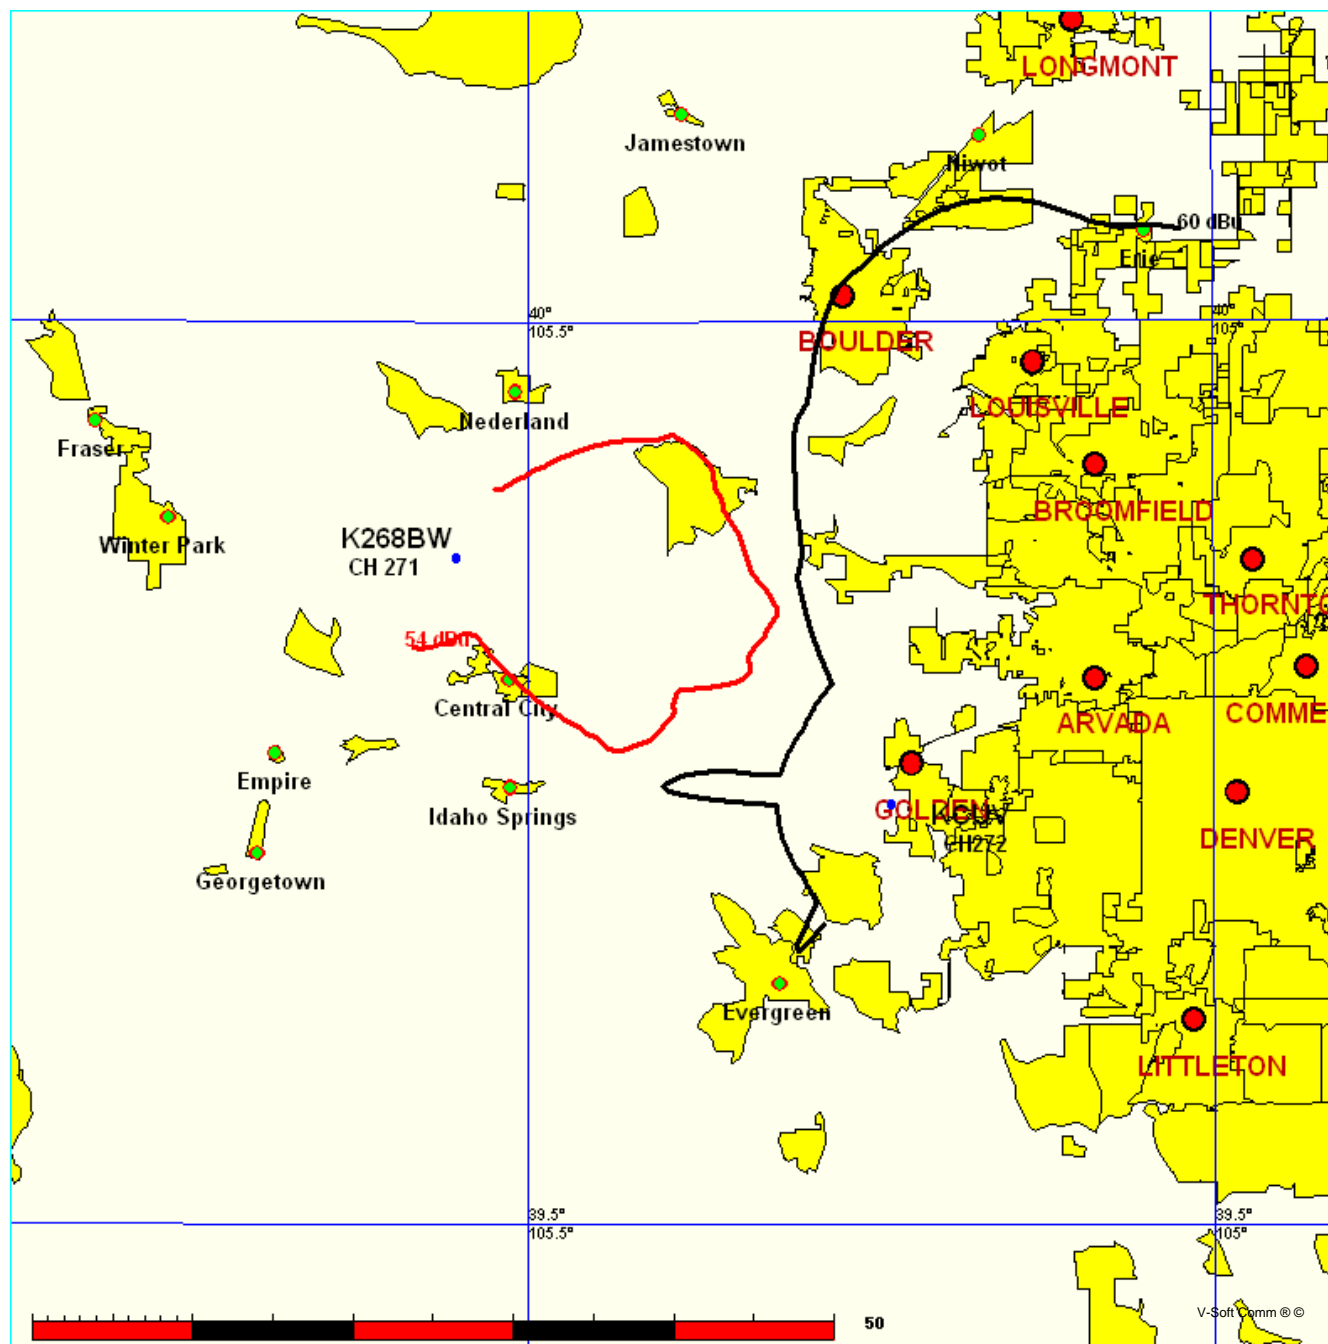 LONGMONT
Jamestown
Niwot
60 dBu
Erie
40°
105.5°
40°
105°
BOULDER
LOUISVILLE
Nederland
Fraser
BROOMFIELD
K268BW
CH 271
Winter Park
THORNTO
54 dBu
Central City
ARVADA
COMME
Empire
Idaho Springs
GOLDEN
CH272
DENVER
Georgetown
Evergreen
LITTLETON
39.5°
105.5°
39.5°
105°
50
V-Soft Comm ® ©